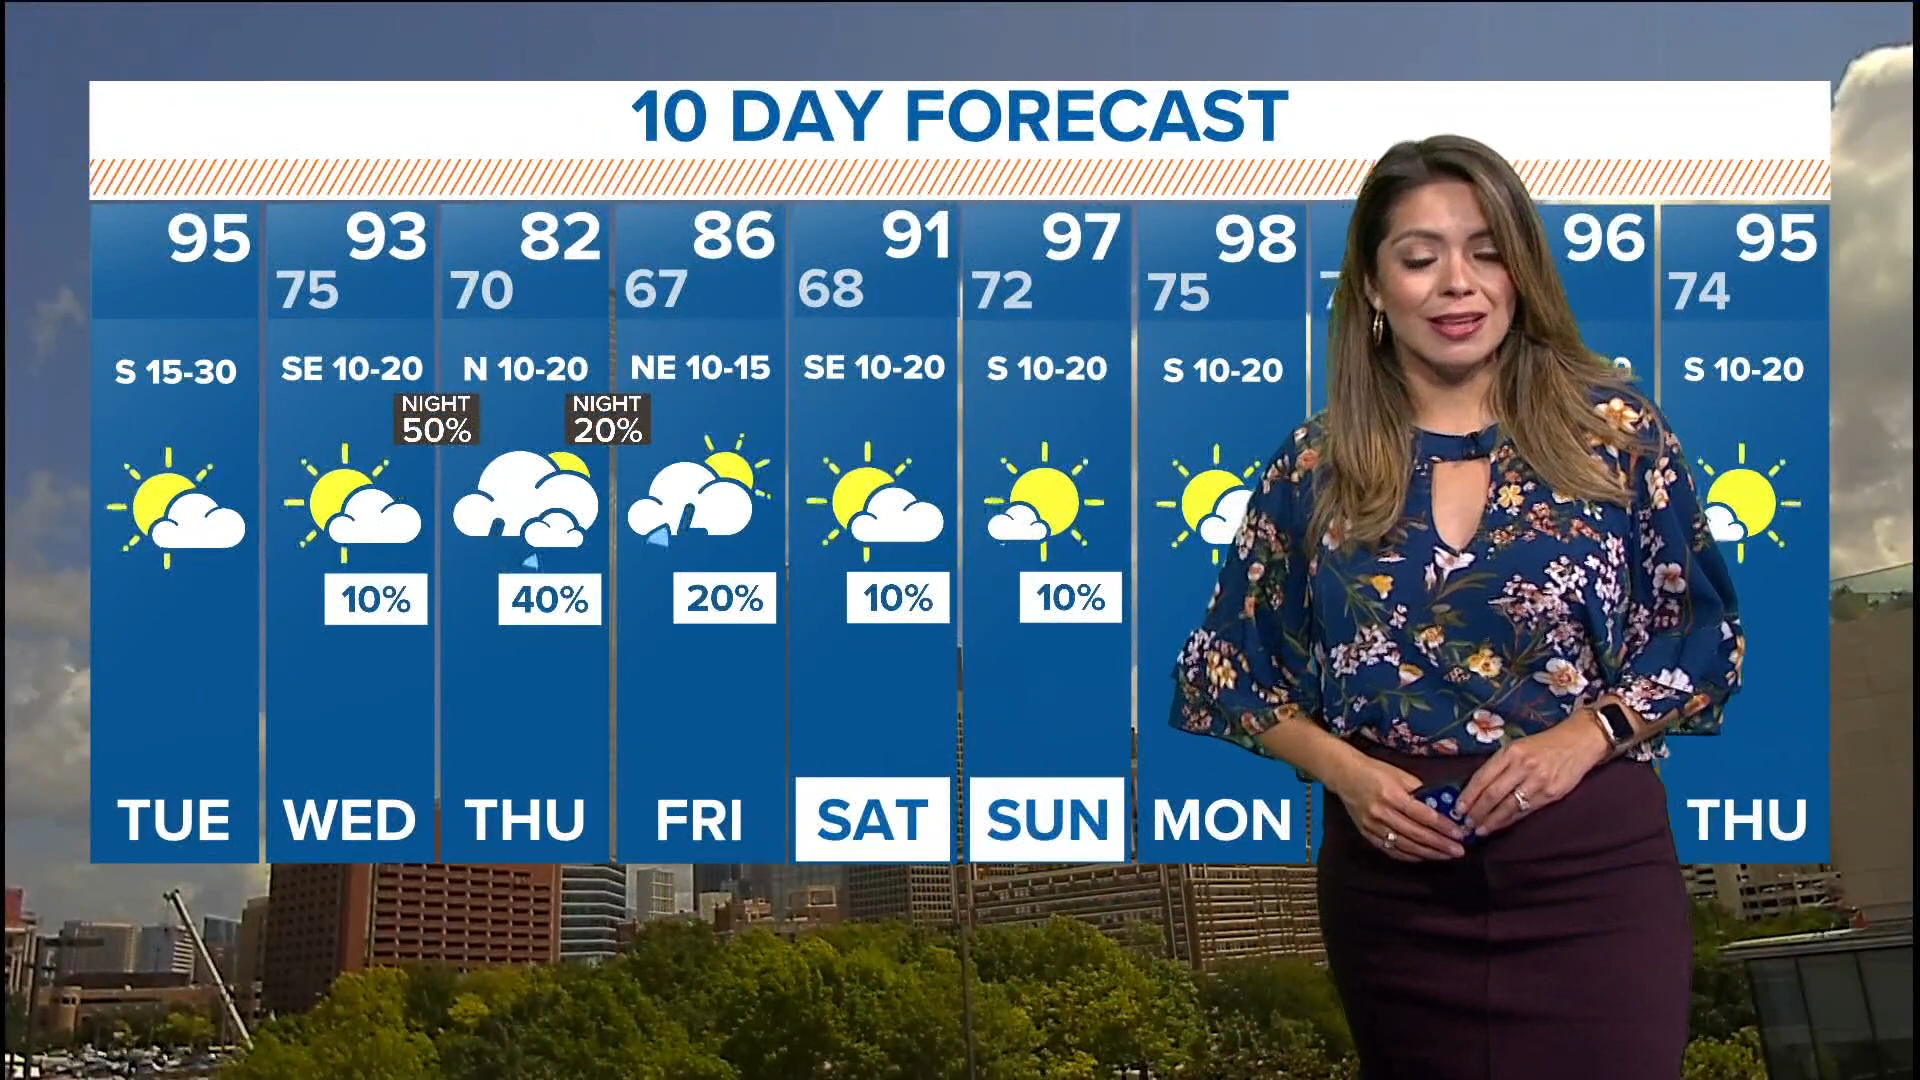 10 DAY FORECAST
95 93 82 86 91 97 98 96 95
75 70 67 68 72 75 74
S 15-30 SE 10-20 N 10-20 NE 10-15 SE 10-20 S 10-20 S 10-20 S 10-20
NIGHT NIGHT
50% 20%
10% 40% 20% 10% 10%
TUE WED THU FRI SAT SUN MON THU